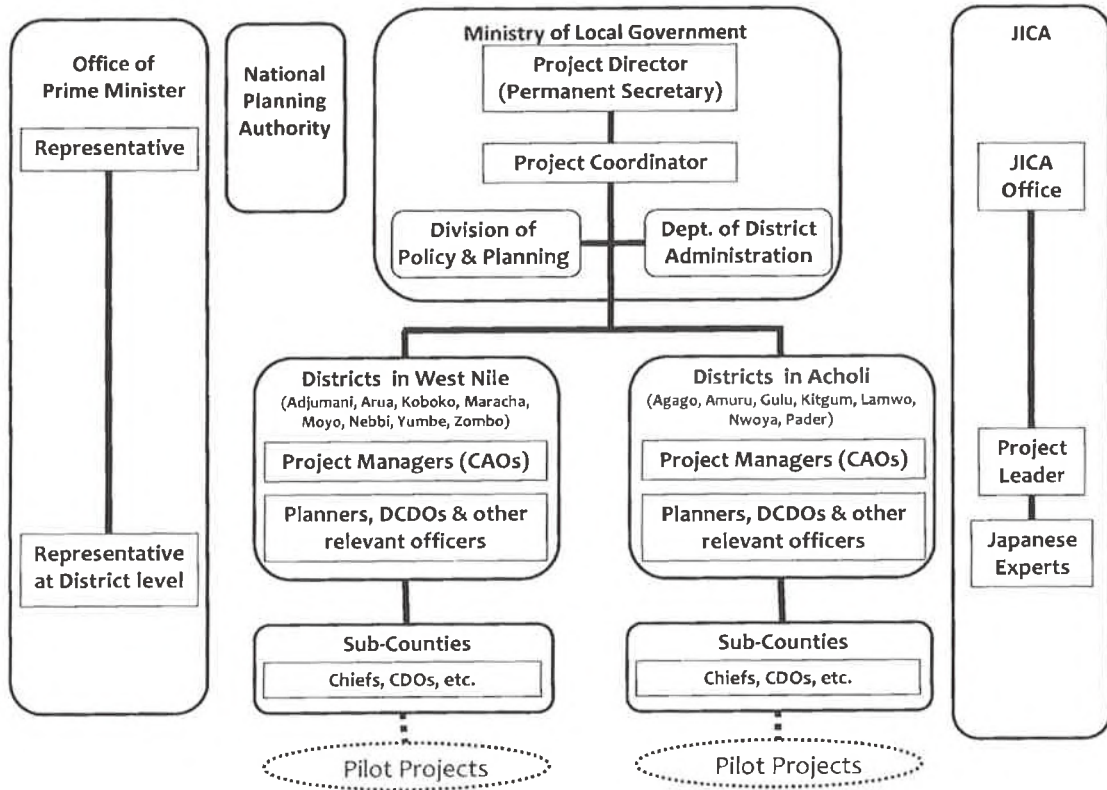 Office of
Prime Minister
Representative
Representative
at District level
National
Planning
Authority
Ministry of Local Government
Project Director
(Permanent Secretary)
Project Coordinator
Division of
Policy & Planning
Dept. of District
Administration
Districts in West Nile
(Adjumani, Arua, Koboko, Maracha,
Moyo, Nebbi, Yumbe, Zombo)
Project Managers (CAOs)
Planners, DCDOs & other
relevant officers
Sub-Counties
Chiefs, CDOs, etc.
Pilot Projects
Districts in Acholi
(Agago, Amuru, Gulu, Kitgum, Lamwo,
Nwoya, Pader)
Project Managers (CAOs)
Planners, DCDOs & other
relevant officers
Sub-Counties
Chiefs, CDOs, etc.
Pilot Projects
JICA
JICA
Office
Project
Leader
Japanese
Experts